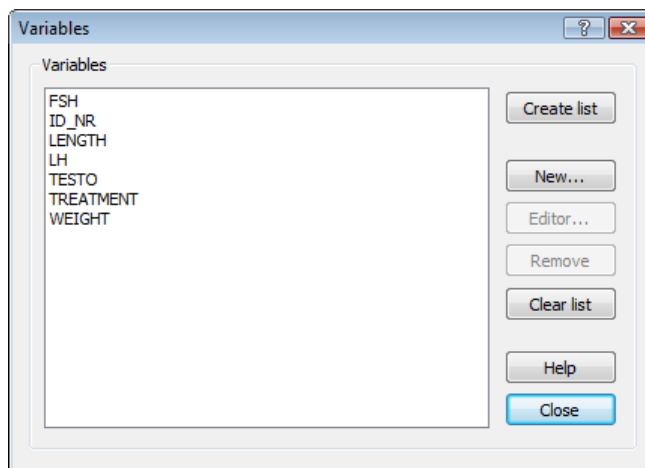 Variables
Variables
FSH
ID_NR
LENGTH
LH
TESTO
TREATMENT
WEIGHT
Create list
New...
Editor...
Remove
Clear list
Help
Close